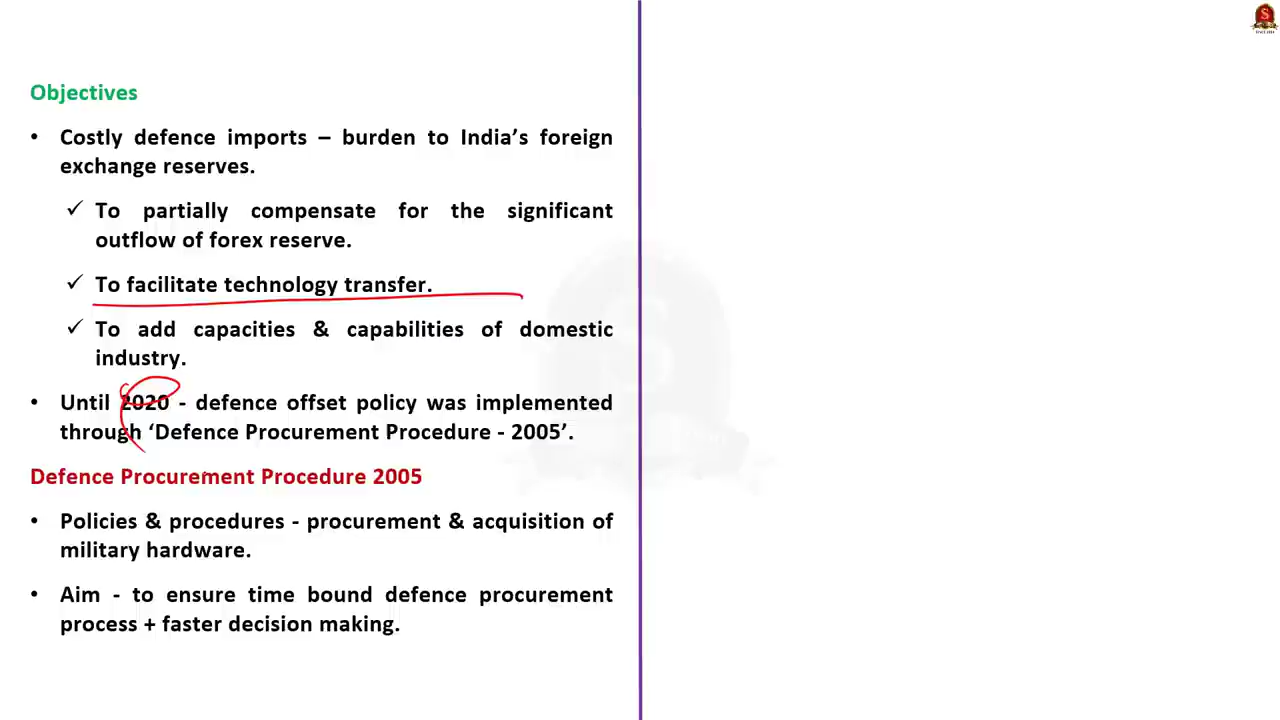 Objectives
• Costly defence imports – burden to India's foreign
exchange reserves.
✓ To partially compensate for the significant
outflow of forex reserve.
✓ To facilitate technology transfer.
✓ To add capacities & capabilities of domestic
industry.
• Until 2020 - defence offset policy was implemented
through 'Defence Procurement Procedure - 2005'.
Defence Procurement Procedure 2005
• Policies & procedures - procurement & acquisition of
military hardware.
• Aim - to ensure time bound defence procurement
process + faster decision making.